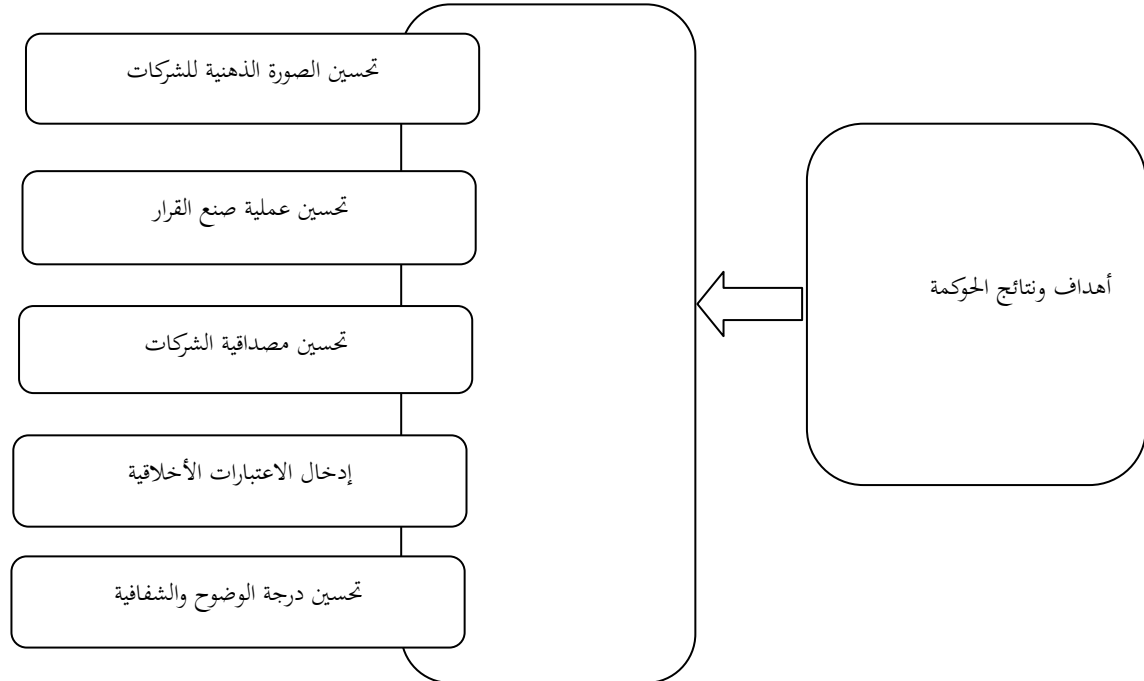 أهداف ونتائج الحوكمة
تحسين الصورة الذهنية للشركات
تحسين عملية صنع القرار
تحسين مصداقية الشركات
إدخال الاعتبارات الأخلاقية
تحسين درجة الوضوح والشفافية